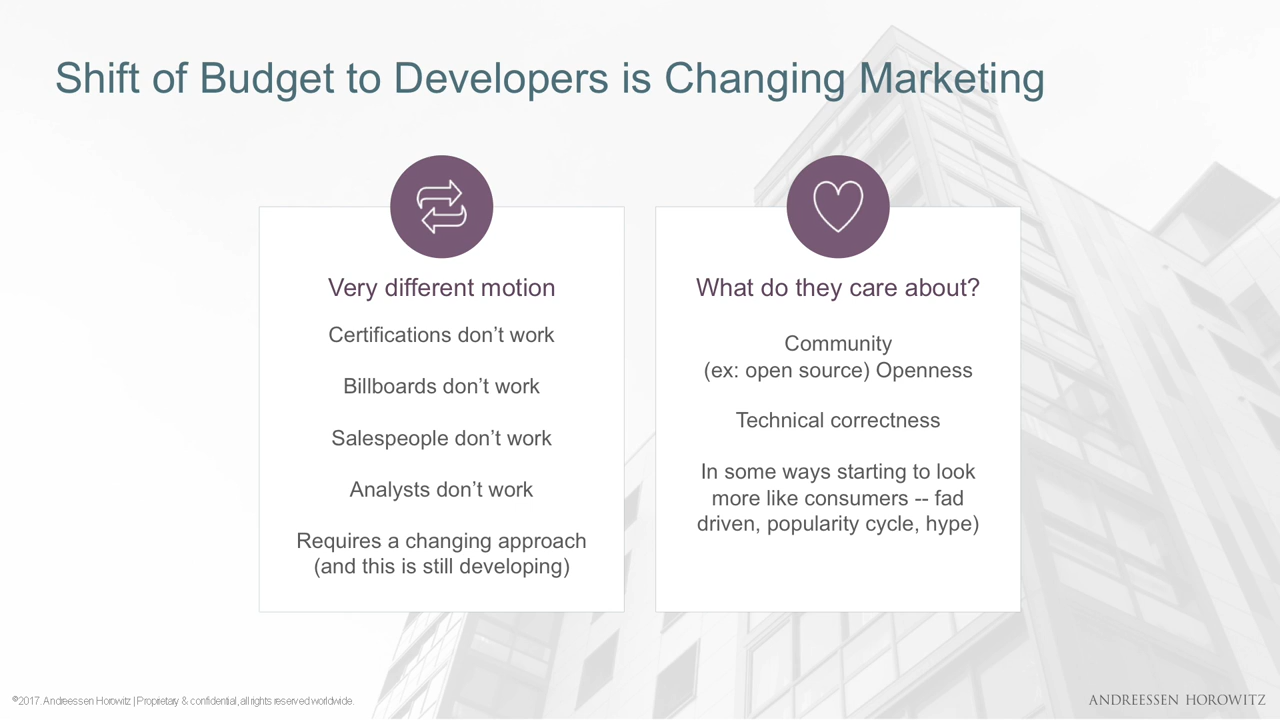 Shift of Budget to Developers is Changing Marketing
Very different motion
Certifications don’t work
Billboards don’t work
Salespeople don’t work
Analysts don’t work
Requires a changing approach
(and this is still developing)
What do they care about?
Community
(ex: open source) Openness
Technical correctness
In some ways starting to look
more like consumers -- fad
driven, popularity cycle, hype)
©2017. Andreessen Horowitz | Proprietary & confidential, all rights reserved worldwide.
ANDREESSEN HOROWITZ